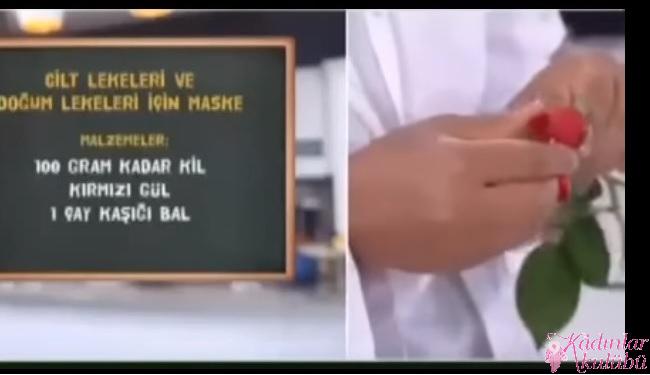 CİLT LEKELERİ VE
DOĞUM LEKELERİ İÇİN MASKE
MALZEMELER:
100 GRAM KADAR KİL
KIRMIZI GÜL
1 ÇAY KAŞIĞI BAL
Kadınlar
kulübü